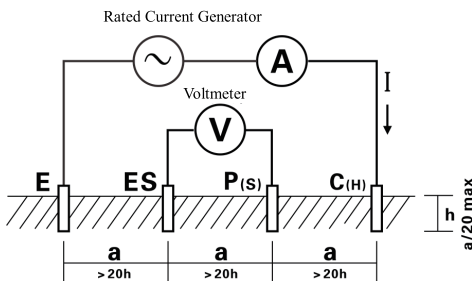 Rated Current Generator
A
I
Voltmeter
V
E ES P(S) C(H)
h
a/20 max
a a a
>20h >20h >20h